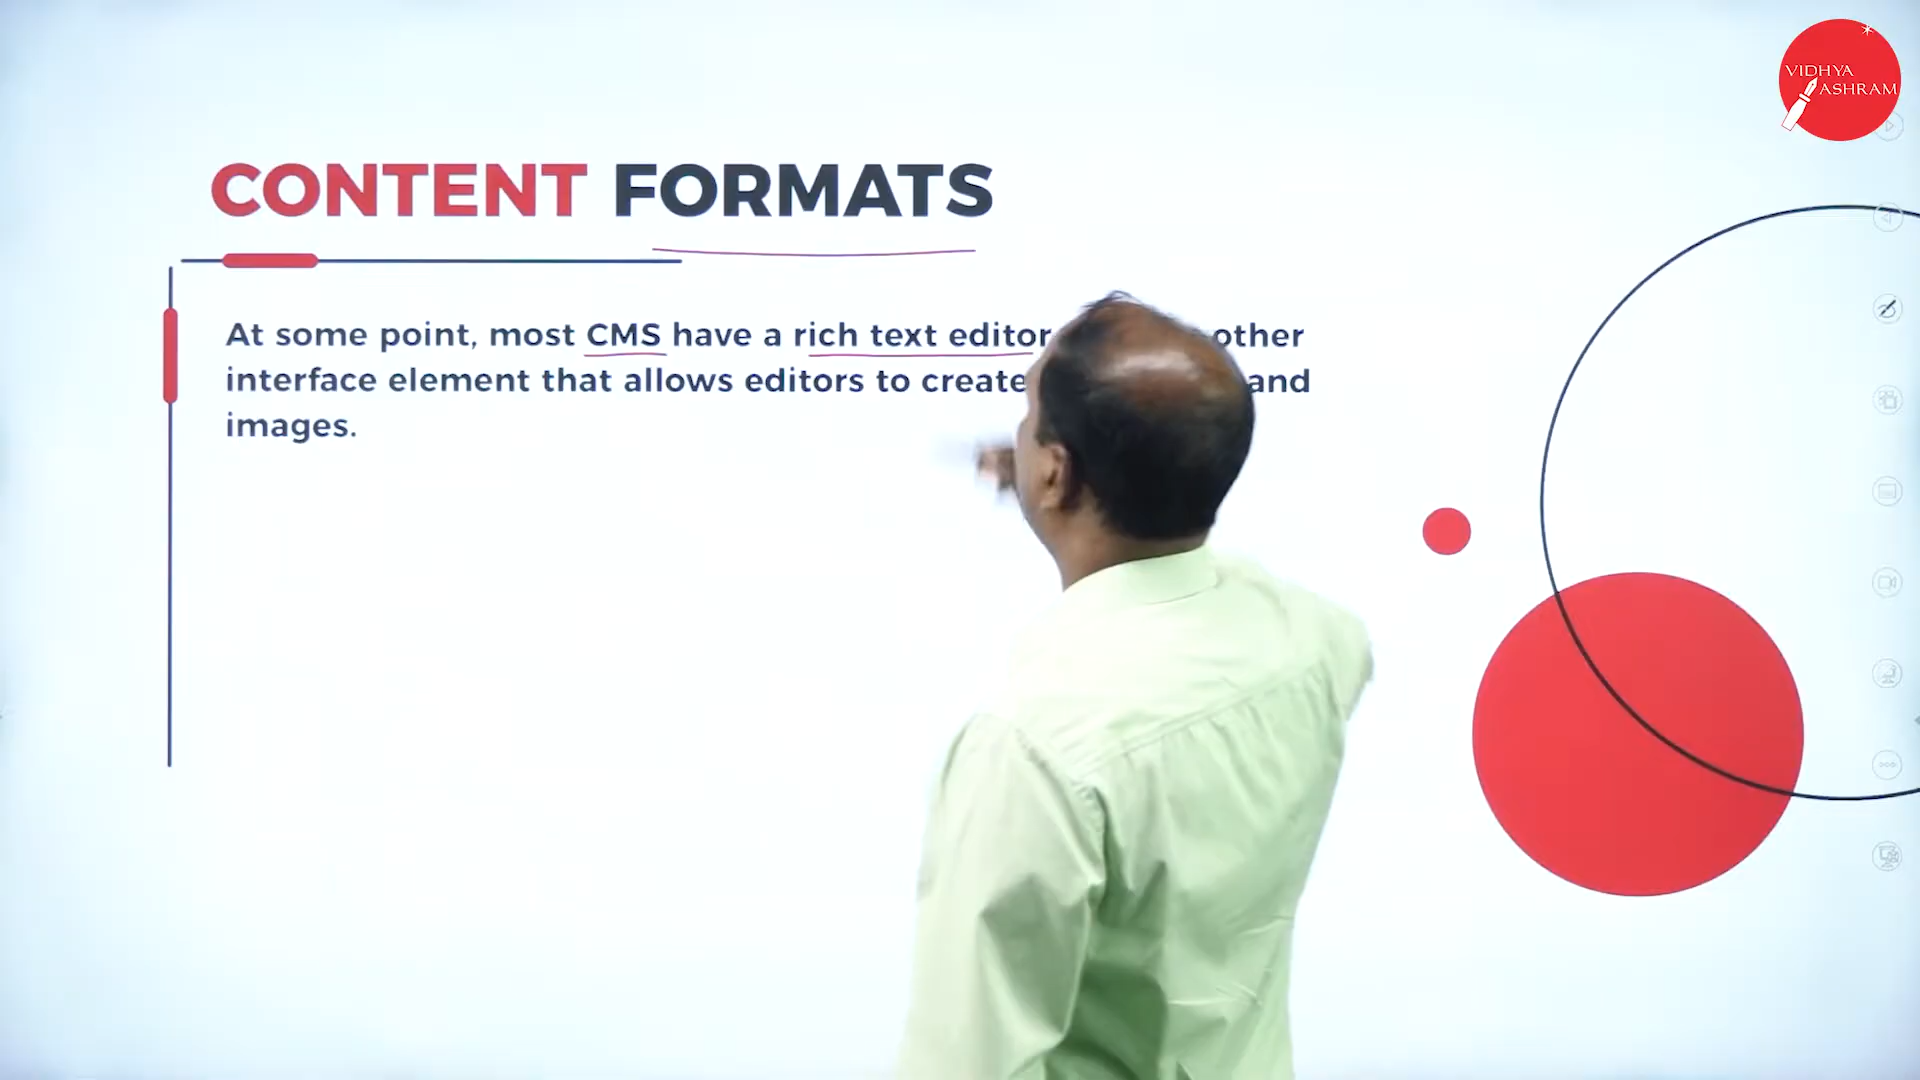 VIDHYA
ASHRAM
CONTENT FORMATS
At some point, most CMS have a rich text editor other
interface element that allows editors to create and
images.